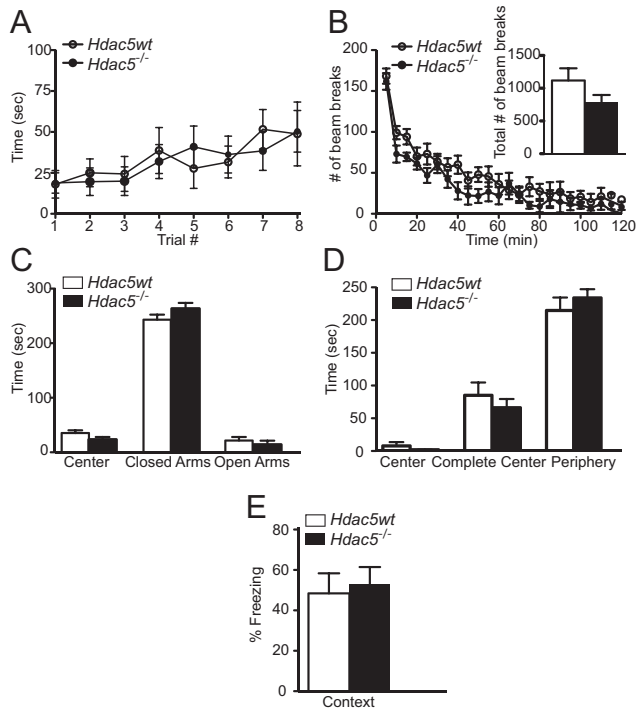 A
Hdac5wt
Hdac5-/-
Time (sec)
100
75
50
25
0
1 2 3 4 5 6 7 8
Trial #
B
Hdac5wt
Hdac5-/-
# of beam breaks
200
150
100
50
0
0 20 40 60 80 100 120
Time (min)
Total # of beam breaks
1500
1000
500
0
C
Hdac5wt
Hdac5-/-
Time (sec)
300
200
100
0
Center Closed Arms Open Arms
D
Hdac5wt
Hdac5-/-
Time (sec)
250
200
150
100
50
0
Center Complete Center Periphery
E
Hdac5wt
Hdac5-/-
% Freezing
80
60
40
20
0
Context